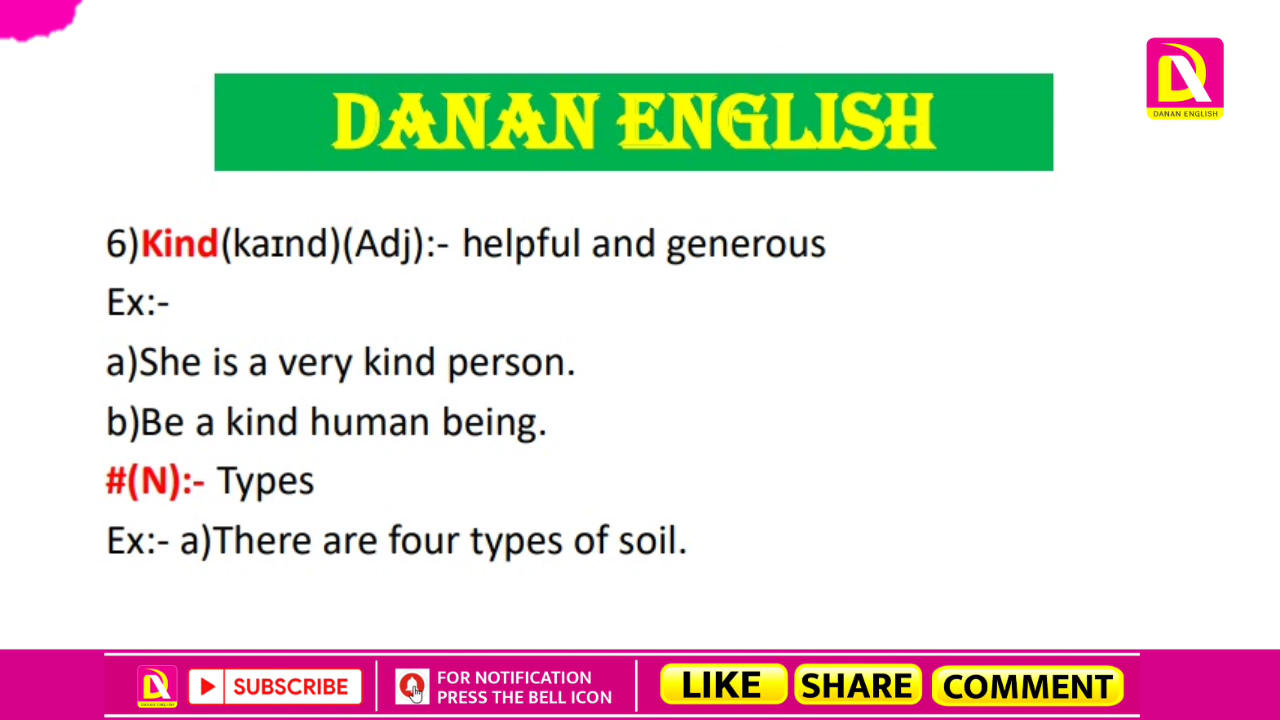 DANAN ENGLISH
DANAN ENGLISH
6)Kind(kaɪnd)(Adj):- helpful and generous
Ex:-
a)She is a very kind person.
b)Be a kind human being.
#(N):- Types
Ex:- a)There are four types of soil.
SUBSCRIBE
FOR NOTIFICATION
PRESS THE BELL ICON
LIKE
SHARE
COMMENT